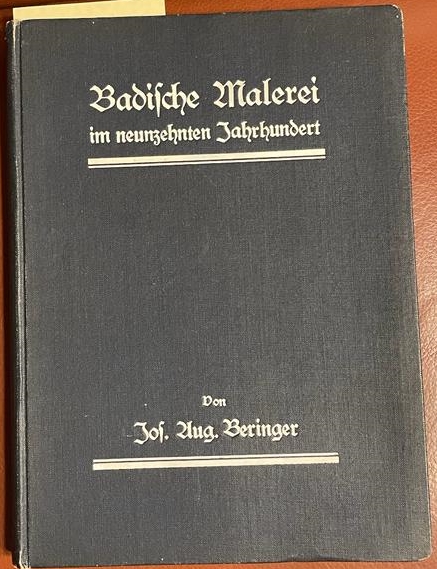 Badiſche Malerei
im neunzehnten Jahrhundert
Von
Joſ. Aug. Beringer